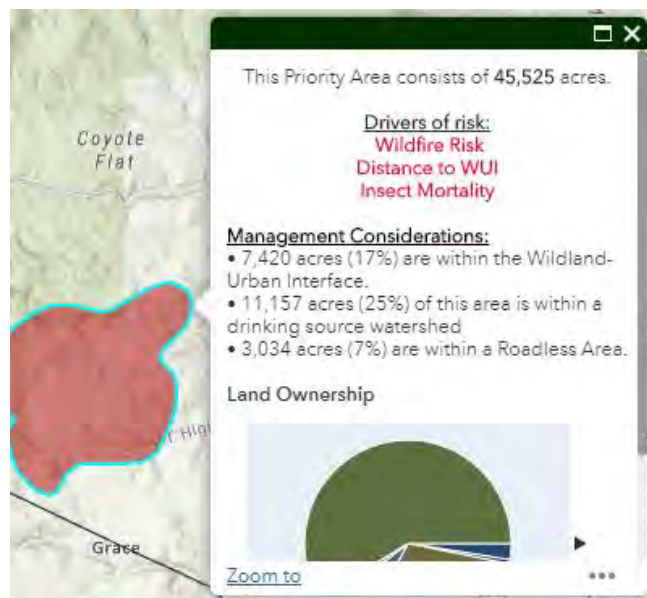 This Priority Area consists of 45,525 acres.
Drivers of risk:
Wildfire Risk
Distance to WUI
Insect Mortality
Management Considerations:
• 7,420 acres (17%) are within the Wildland-
Urban Interface.
• 11,157 acres (25%) of this area is within a
drinking source watershed
• 3,034 acres (7%) are within a Roadless Area.
Land Ownership
Zoom to
Coyote
Flat
Grace